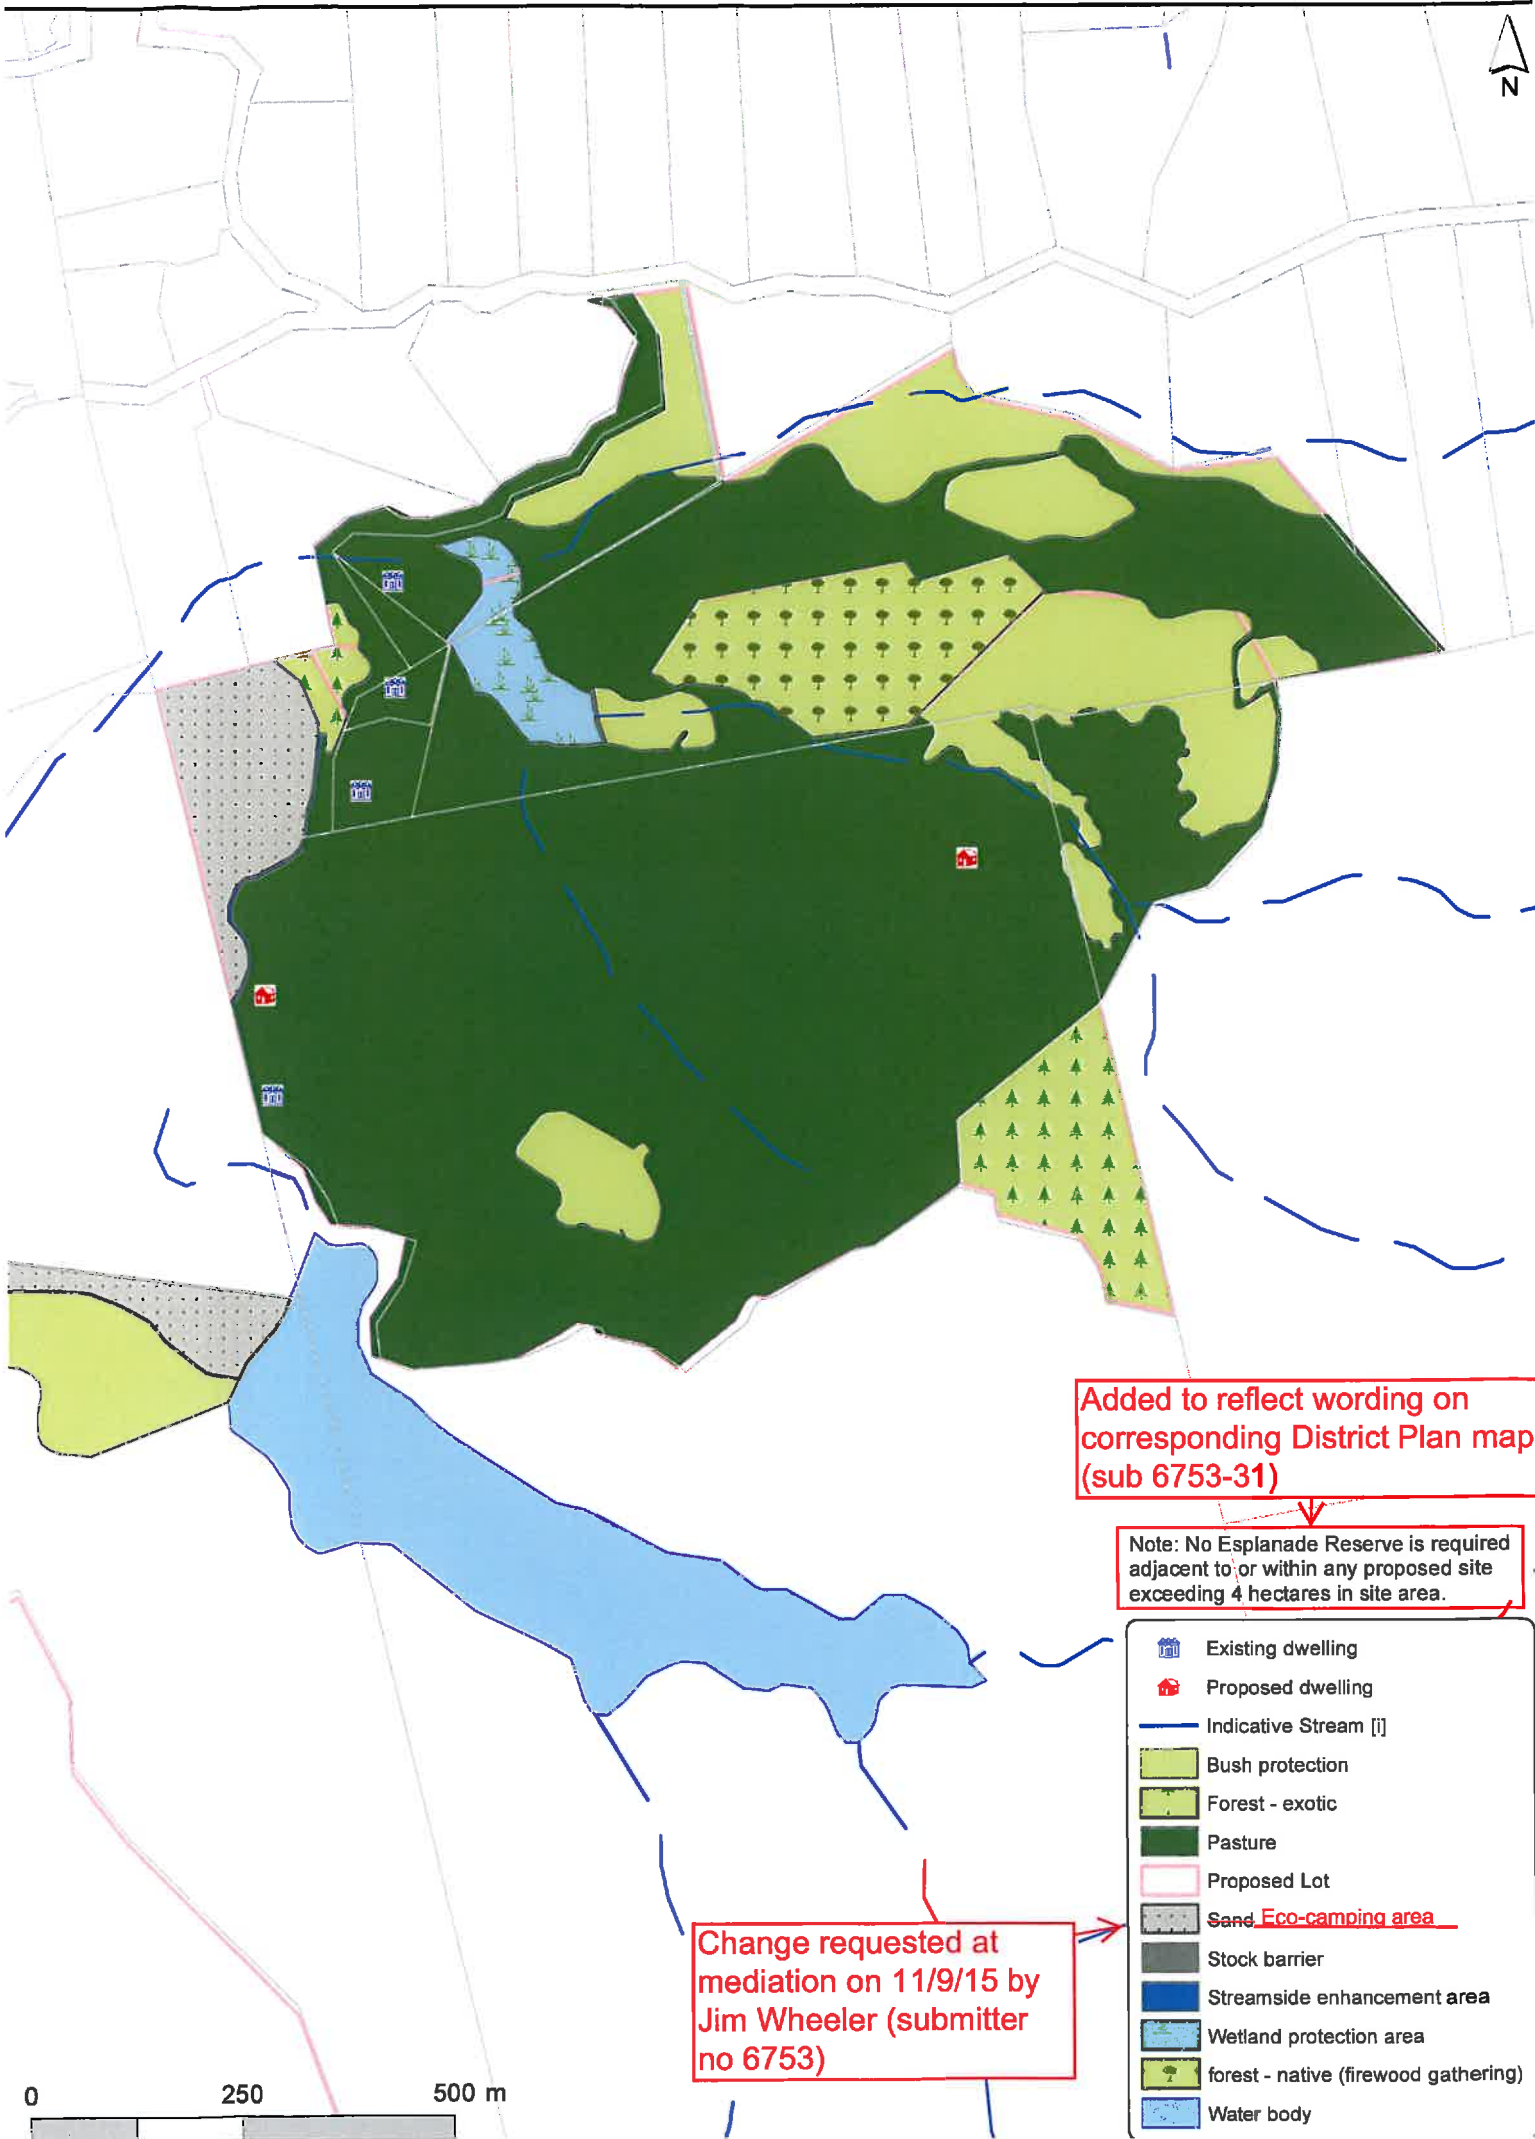 N
Added to reflect wording on
corresponding District Plan map
(sub 6753-31)
Note: No Esplanade Reserve is required
adjacent to or within any proposed site
exceeding 4 hectares in site area.
Existing dwelling
Proposed dwelling
Indicative Stream [i]
Bush protection
Forest - exotic
Pasture
Proposed Lot
Sand Eco-camping area
Stock barrier
Streamside enhancement area
Wetland protection area
forest - native (firewood gathering)
Water body
Change requested at
mediation on 11/9/15 by
Jim Wheeler (submitter
no 6753)
0 250 500 m